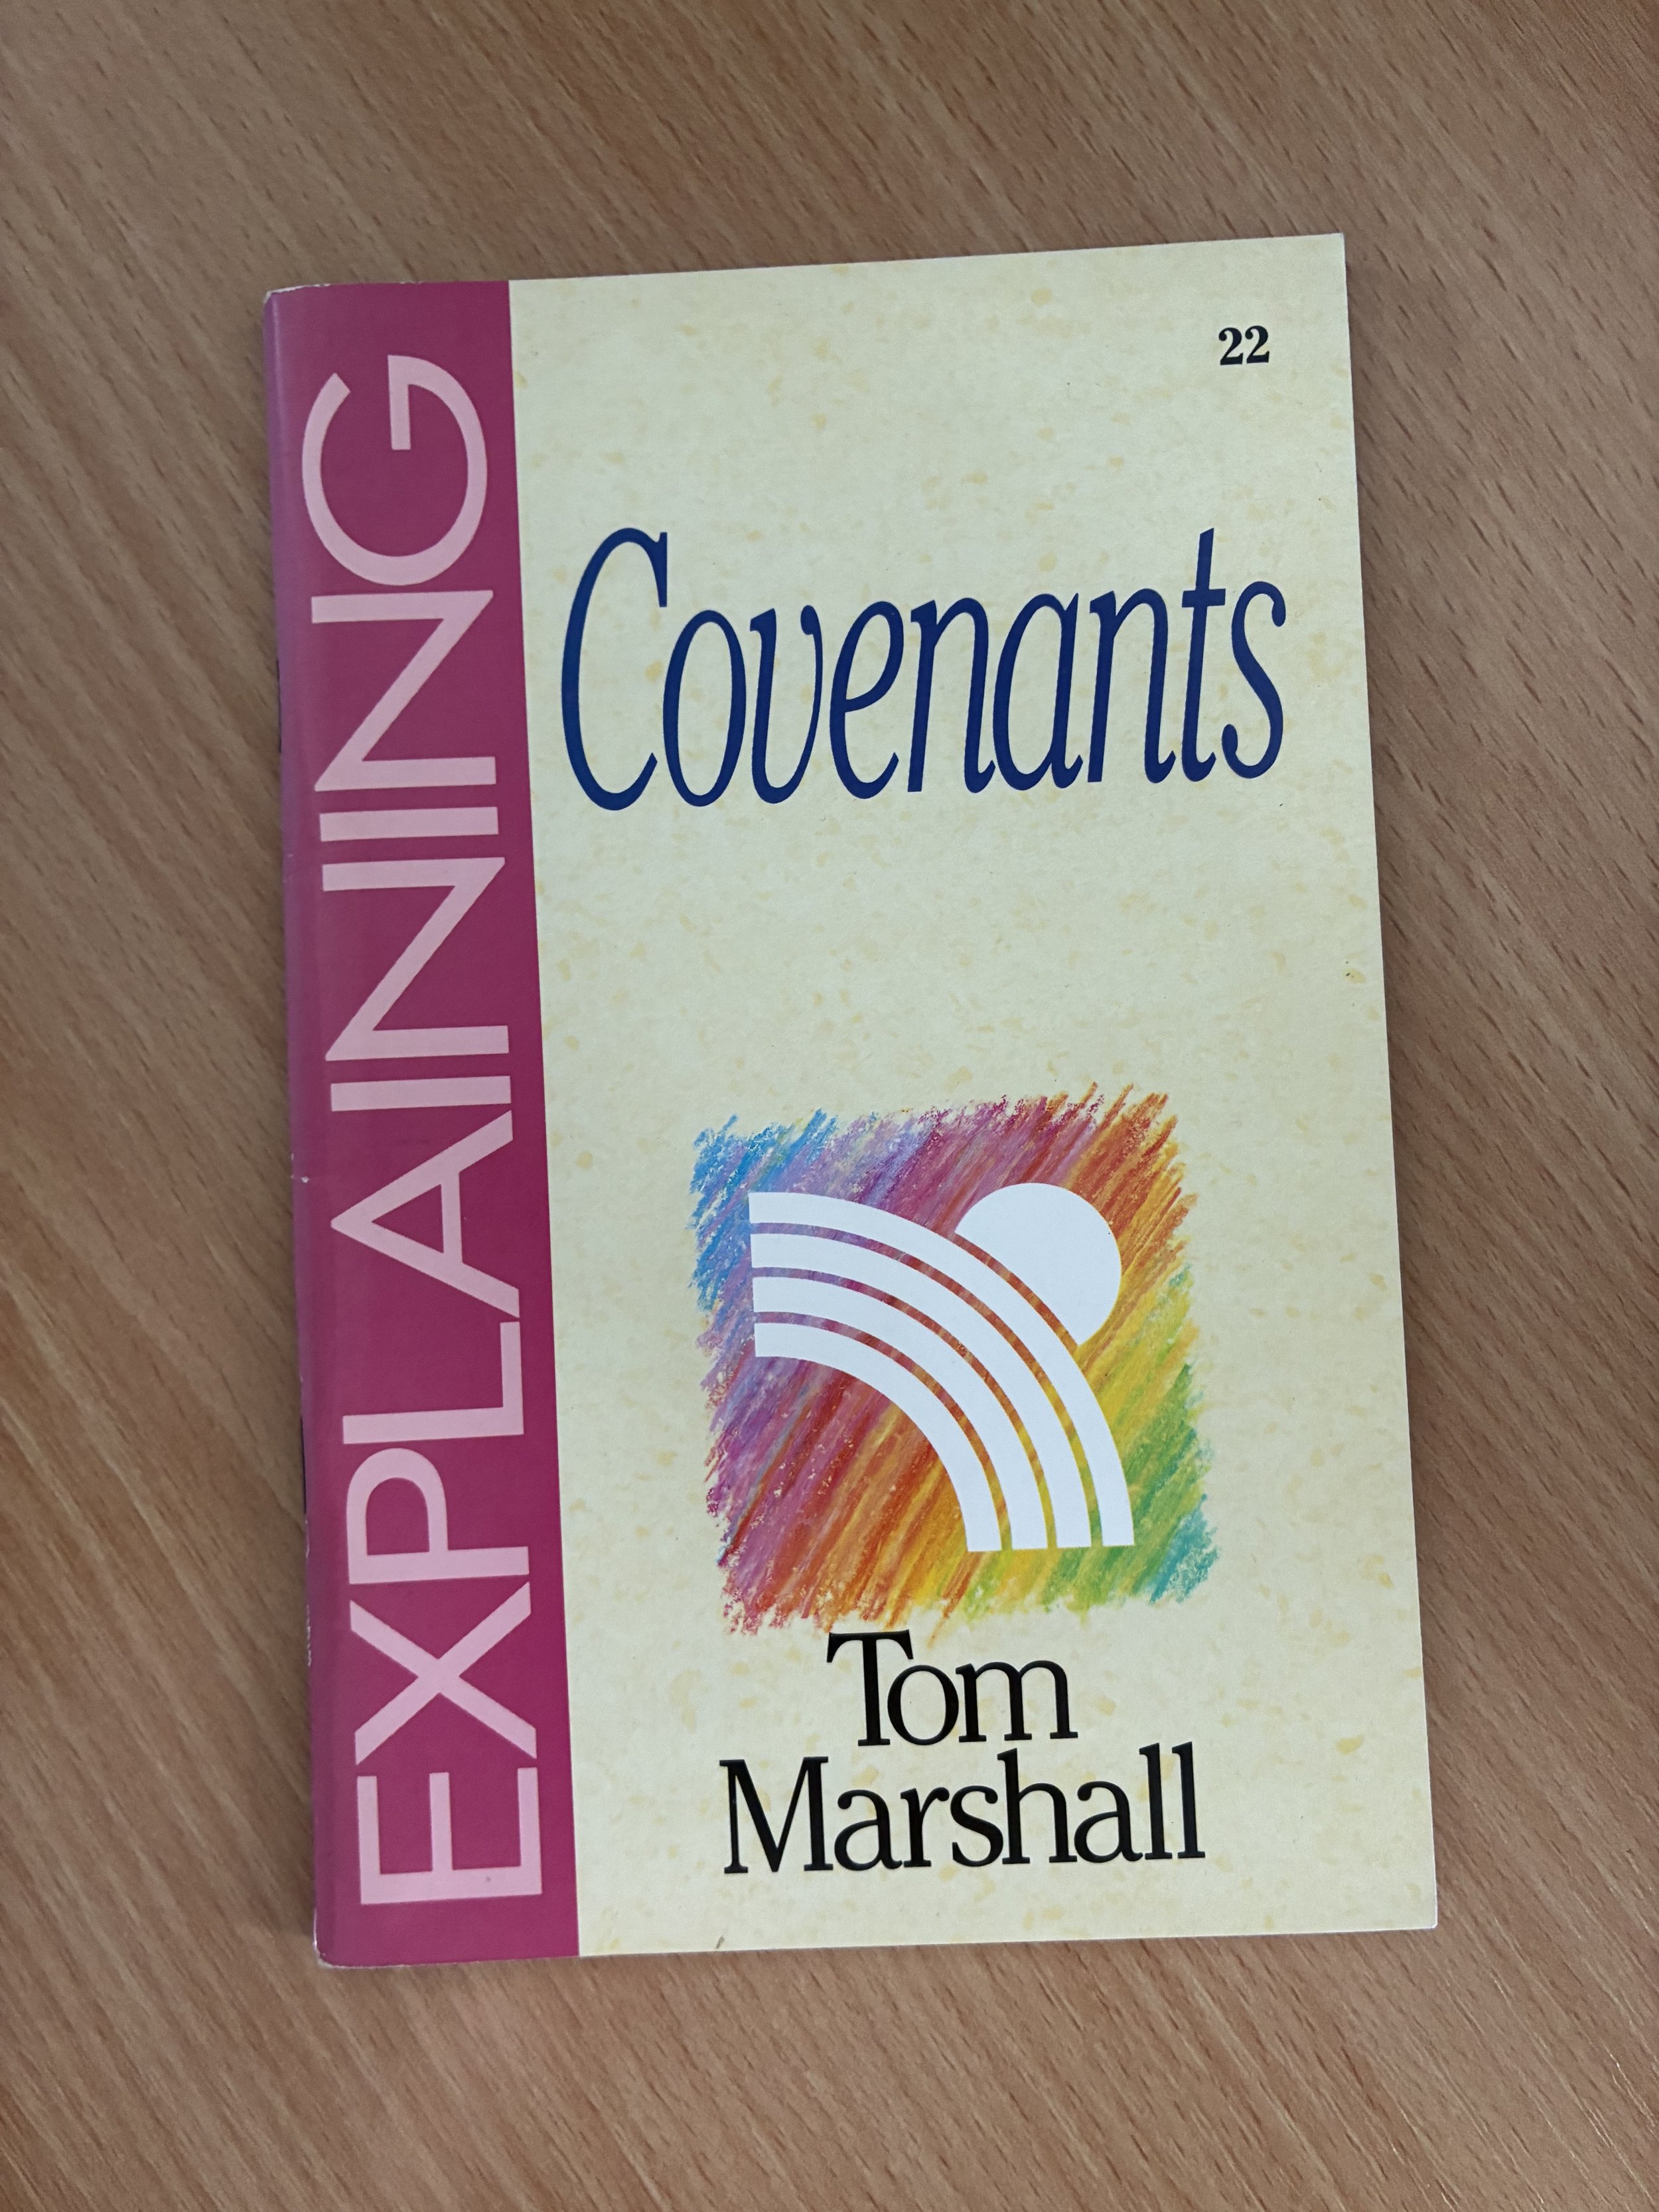 EXPLAINING
22
Covenants
Tom
Marshall